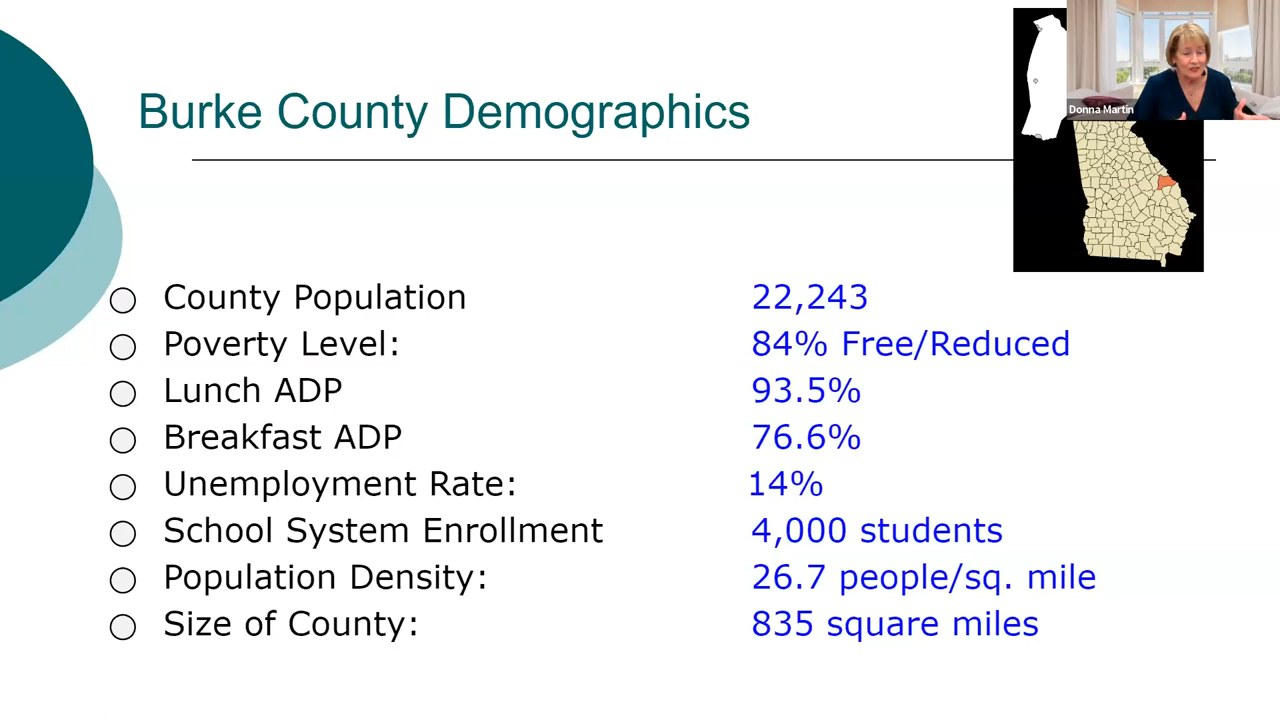 Donna Martin
Burke County Demographics
County Population 22,243
Poverty Level: 84% Free/Reduced
Lunch ADP 93.5%
Breakfast ADP 76.6%
Unemployment Rate: 14%
School System Enrollment 4,000 students
Population Density: 26.7 people/sq. mile
Size of County: 835 square miles